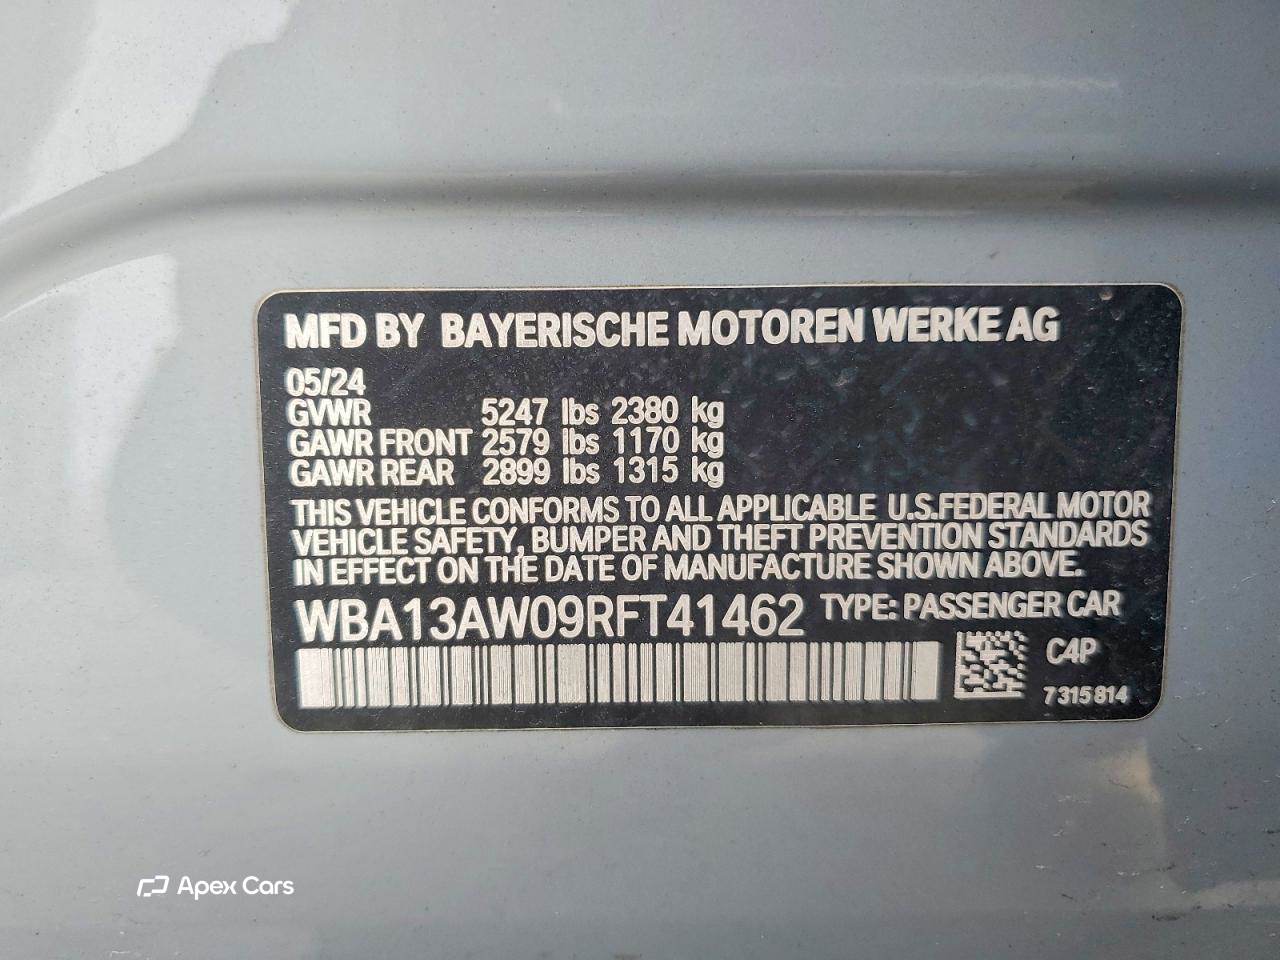 MFD BY BAYERISCHE MOTOREN WERKE AG
05/24
GVWR 5247 lbs 2380 kg
GAWR FRONT 2579 lbs 1170 kg
GAWR REAR 2899 lbs 1315 kg
THIS VEHICLE CONFORMS TO ALL APPLICABLE U.S.FEDERAL MOTOR
VEHICLE SAFETY, BUMPER AND THEFT PREVENTION STANDARDS
IN EFFECT ON THE DATE OF MANUFACTURE SHOWN ABOVE.
WBA13AW09RFT41462 TYPE: PASSENGER CAR
C4P
7315814
Apex Cars